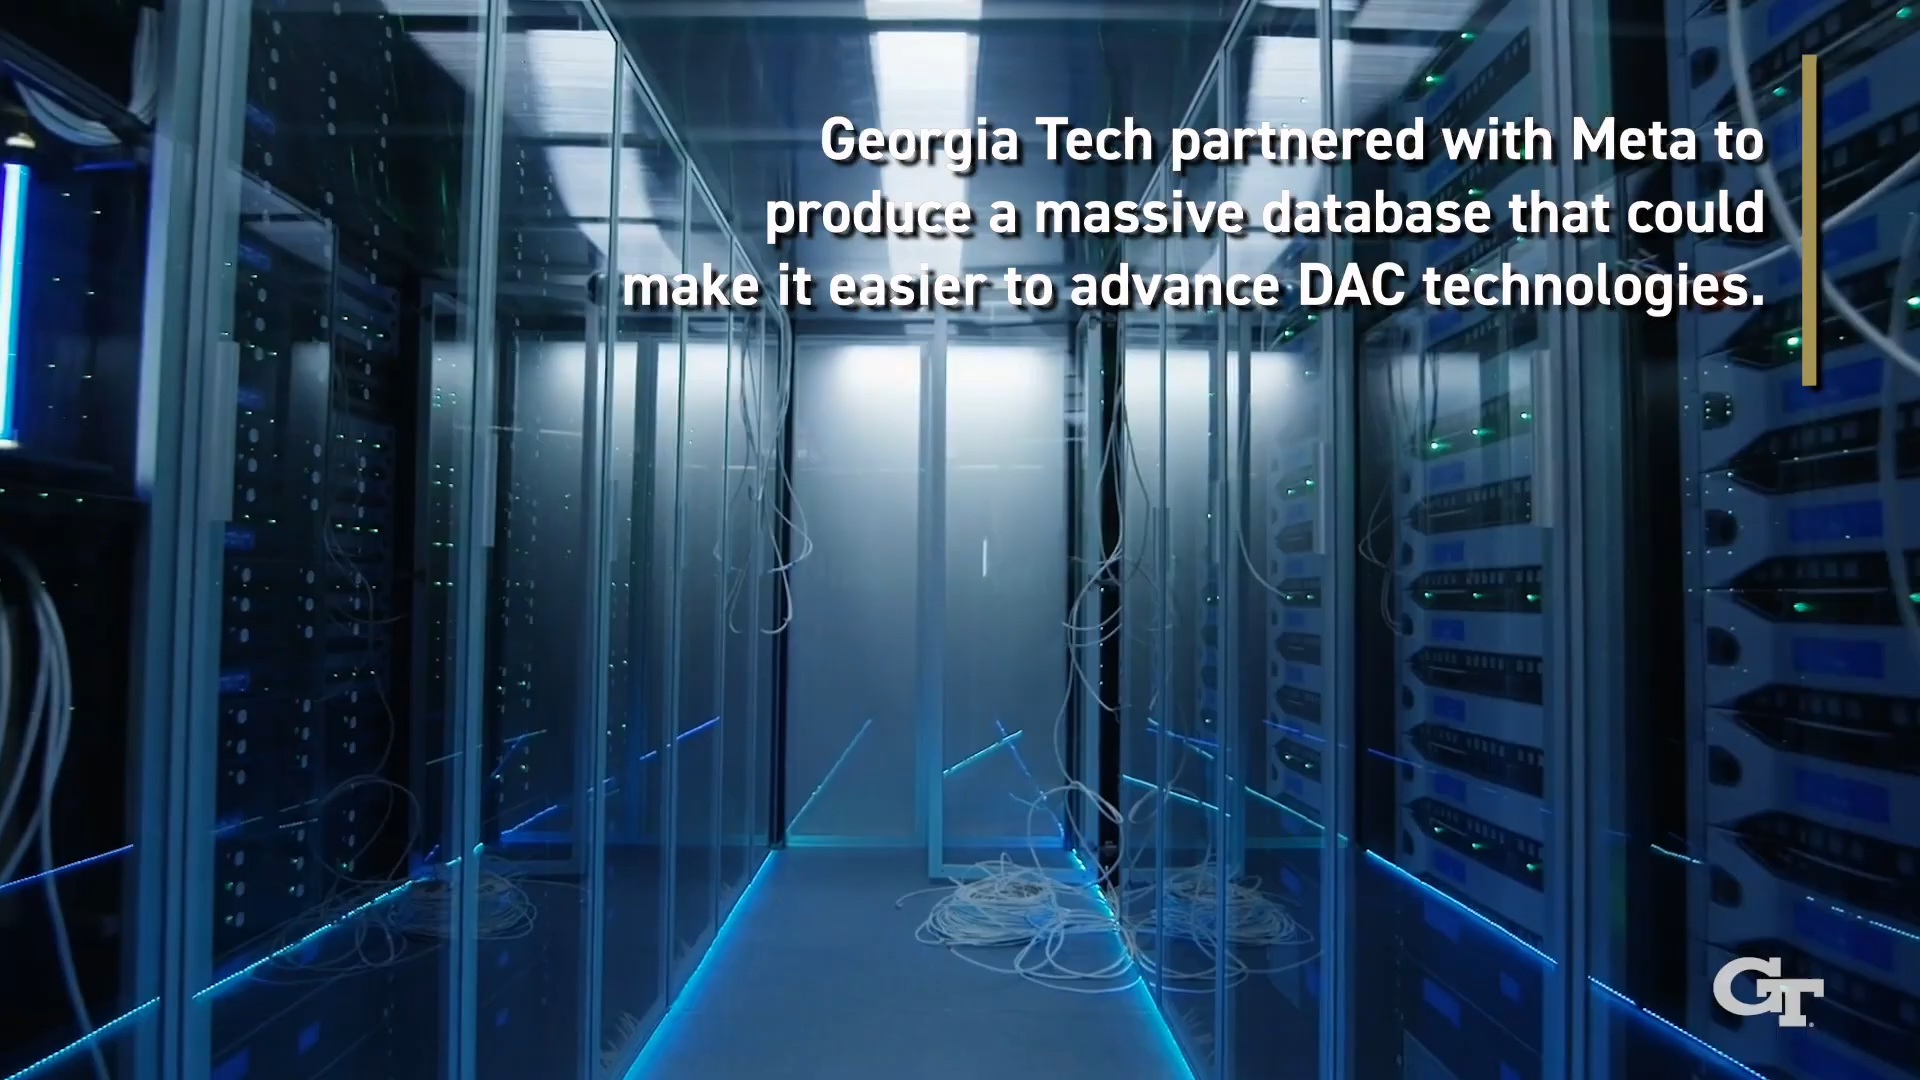 Georgia Tech partnered with Meta to
produce a massive database that could
make it easier to advance DAC technologies.
GT